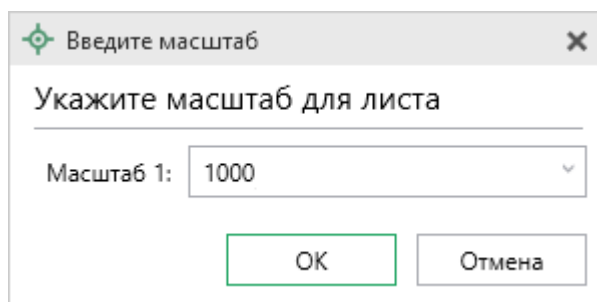 Введите масштаб
Укажите масштаб для листа
Масштаб 1: 1000
ОК Отмена